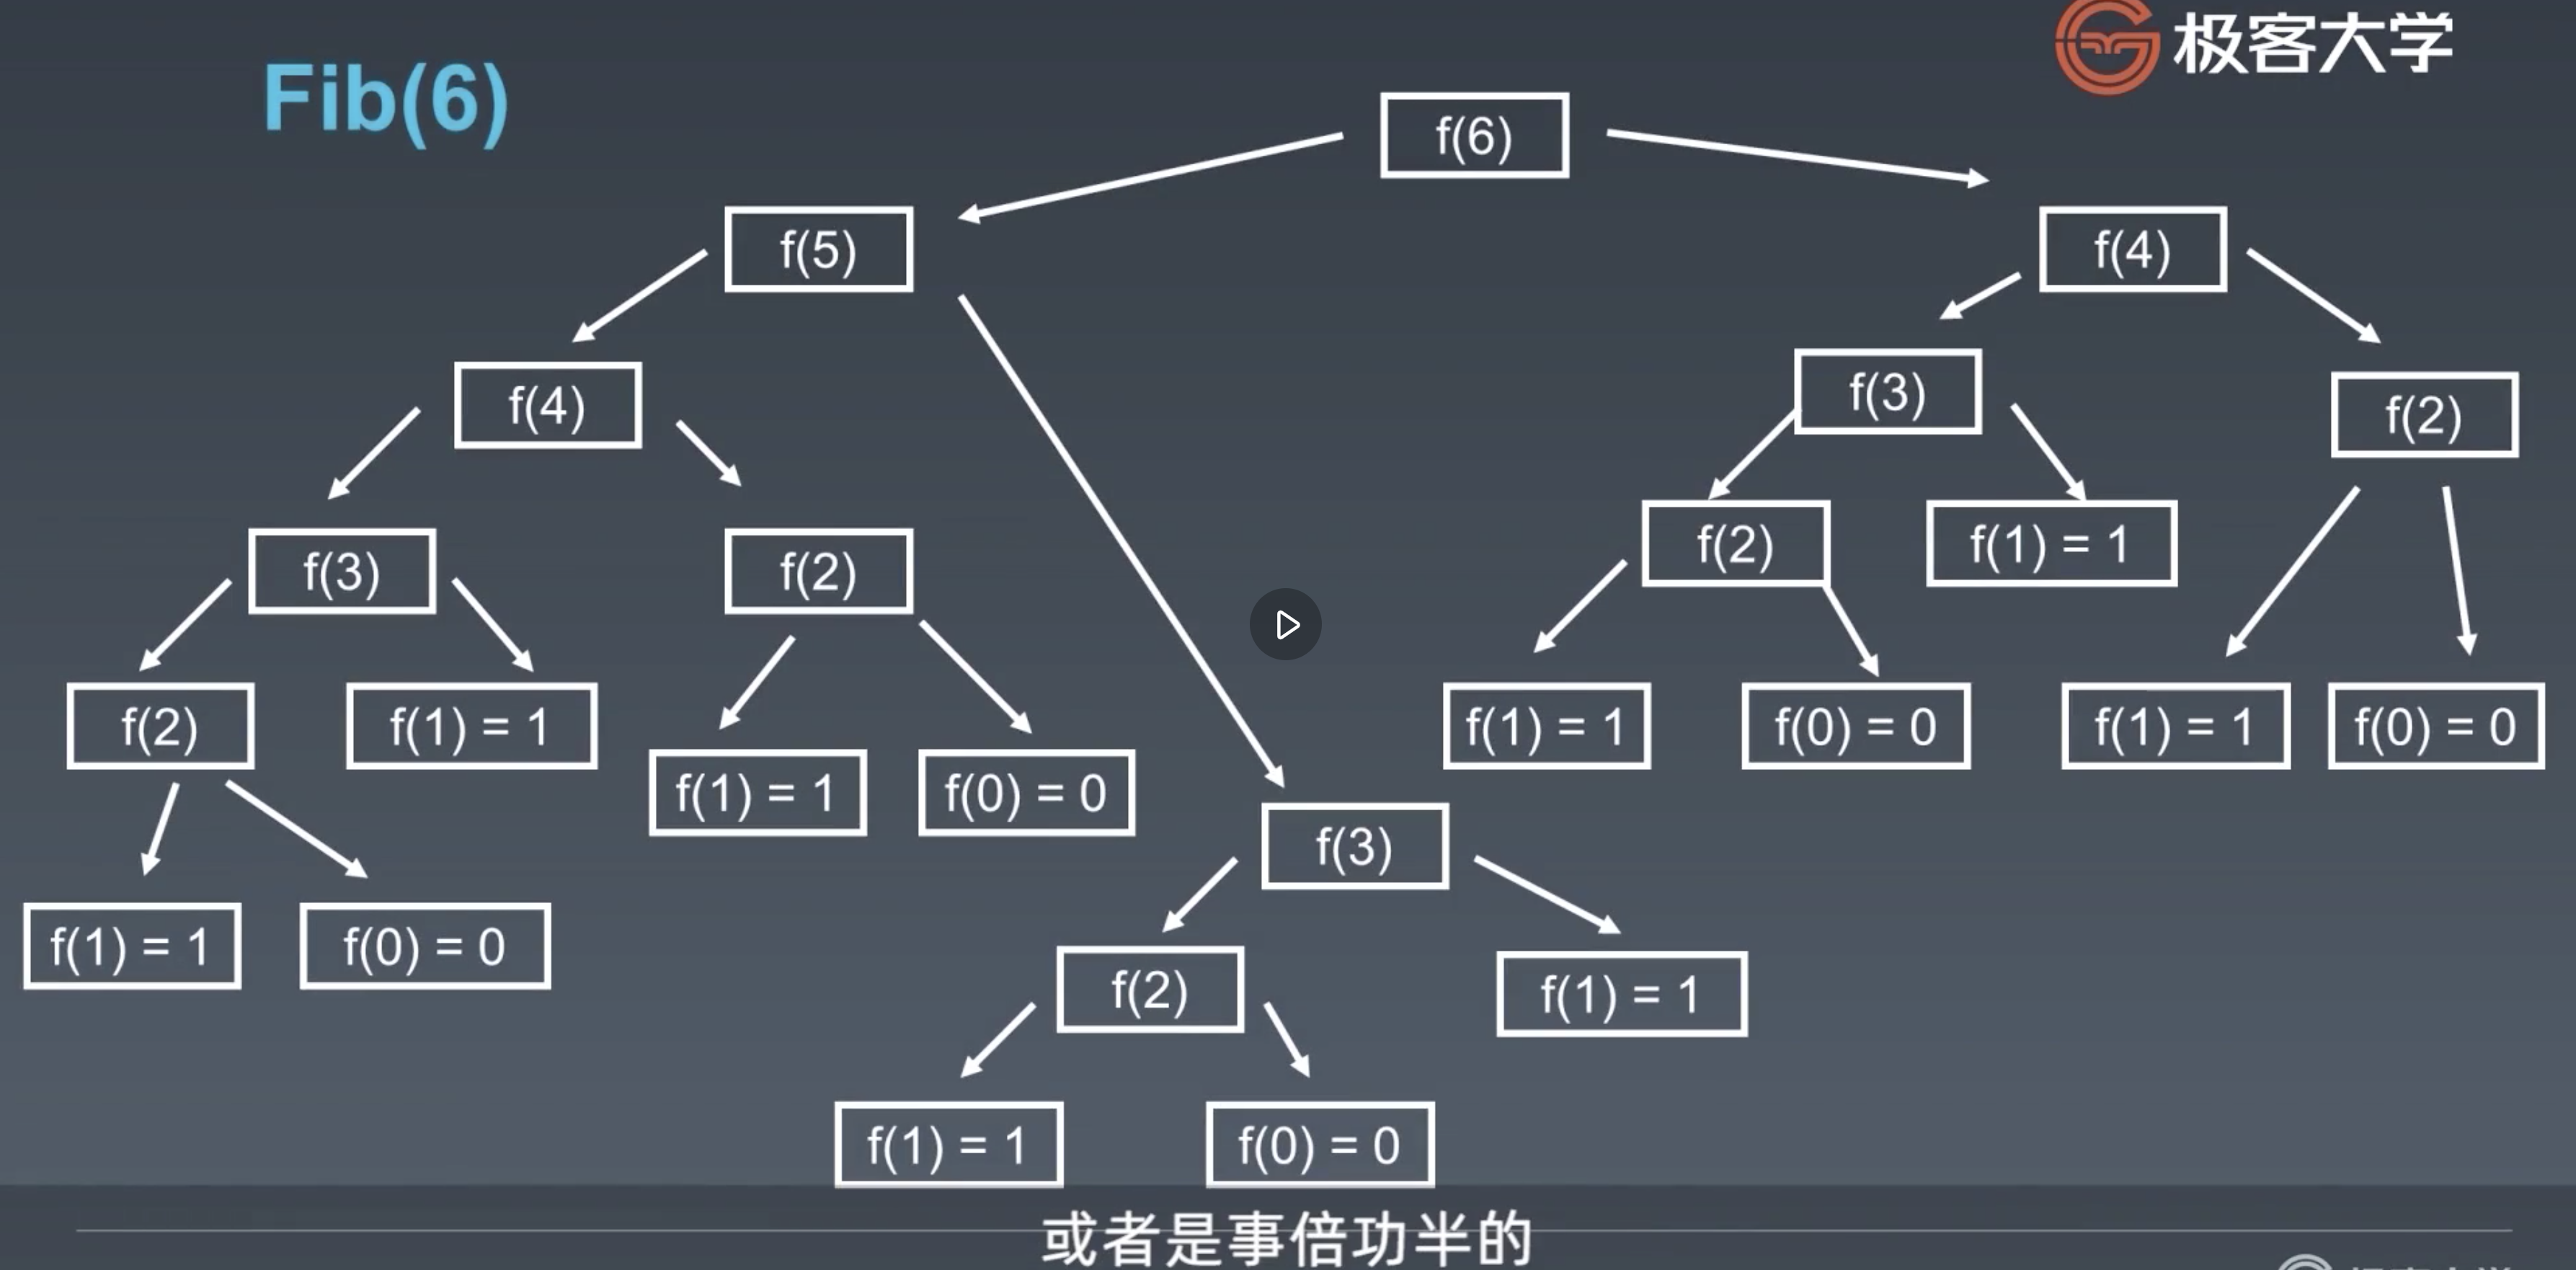 极客大学
Fib(6)
f(6)
f(5)
f(4)
f(4)
f(3)
f(2)
f(3)
f(2)
f(2)
f(1) = 1
f(2)
f(1) = 1
f(1) = 1
f(0) = 0
f(1) = 1
f(0) = 0
f(1) = 1
f(0) = 0
f(3)
f(1) = 1
f(0) = 0
f(2)
f(1) = 1
f(1) = 1
f(0) = 0
或者是事倍功半的